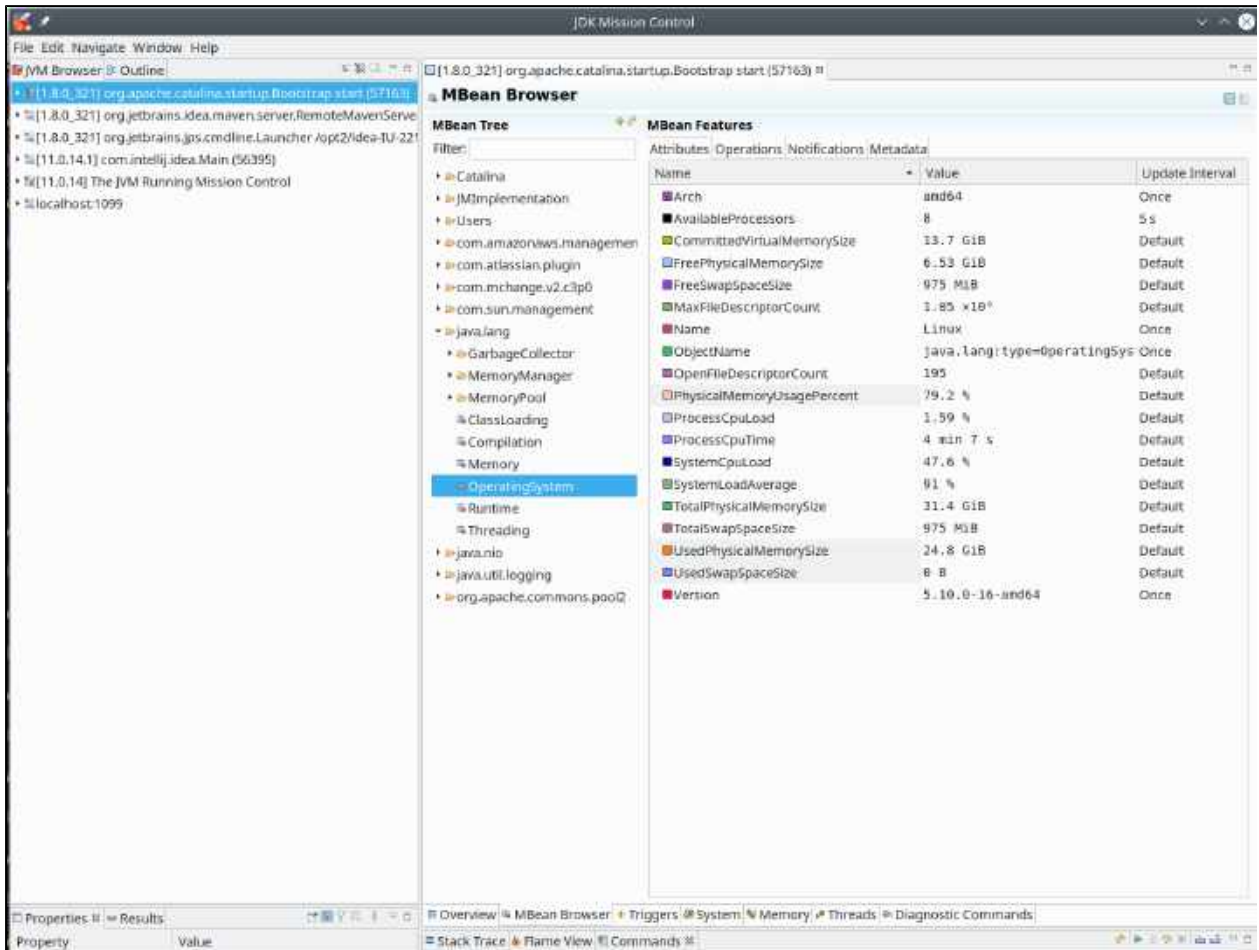 JDK Mission Control
File Edit Navigate Window Help
JVM Browser Outline
[1.8.0_321] org.apache.catalina.startup.Bootstrap start (57163)
[1.8.0_321] org.jetbrains.idea.maven.server.RemoteMavenServe
[1.8.0_321] org.jetbrains.jps.cmdline.Launcher /opt2/idea-IU-221
[11.0.14.1] com.intellij.idea.Main (56395)
[11.0.14] The JVM Running Mission Control
localhost:1099
Properties Results
Property Value
[1.8.0_321] org.apache.catalina.startup.Bootstrap start (57163)
MBean Browser
MBean Tree
Filter:
Catalina
JMImplementation
Users
com.amazonaws.managemen
com.atlassian.plugin
com.mchange.v2.c3p0
com.sun.management
java.lang
GarbageCollector
MemoryManager
MemoryPool
ClassLoading
Compilation
Memory
OperatingSystem
Runtime
Threading
java.nio
java.util.logging
org.apache.commons.pool2
MBean Features
Attributes Operations Notifications Metadata
Name Value Update Interval
Arch amd64 Once
AvailableProcessors 8 5 s
CommittedVirtualMemorySize 13.7 GiB Default
FreePhysicalMemorySize 6.53 GiB Default
FreeSwapSpaceSize 975 MiB Default
MaxFileDescriptorCount Default
Name Linux Once
ObjectName java.lang:type=OperatingSys Once
OpenFileDescriptorCount 195 Default
PhysicalMemoryUsagePercent 79.2 % Default
ProcessCpuLoad 1.59 % Default
ProcessCpuTime 4 min 7 s Default
SystemCpuLoad 47.6 % Default
SystemLoadAverage 91 % Default
TotalPhysicalMemorySize 31.4 GiB Default
TotalSwapSpaceSize 975 MiB Default
UsedPhysicalMemorySize 24.8 GiB Default
UsedSwapSpaceSize 0 B Default
Version 5.10.0-16-amd64 Once
Overview MBean Browser Triggers System Memory Threads Diagnostic Commands
Stack Trace Flame View Commands